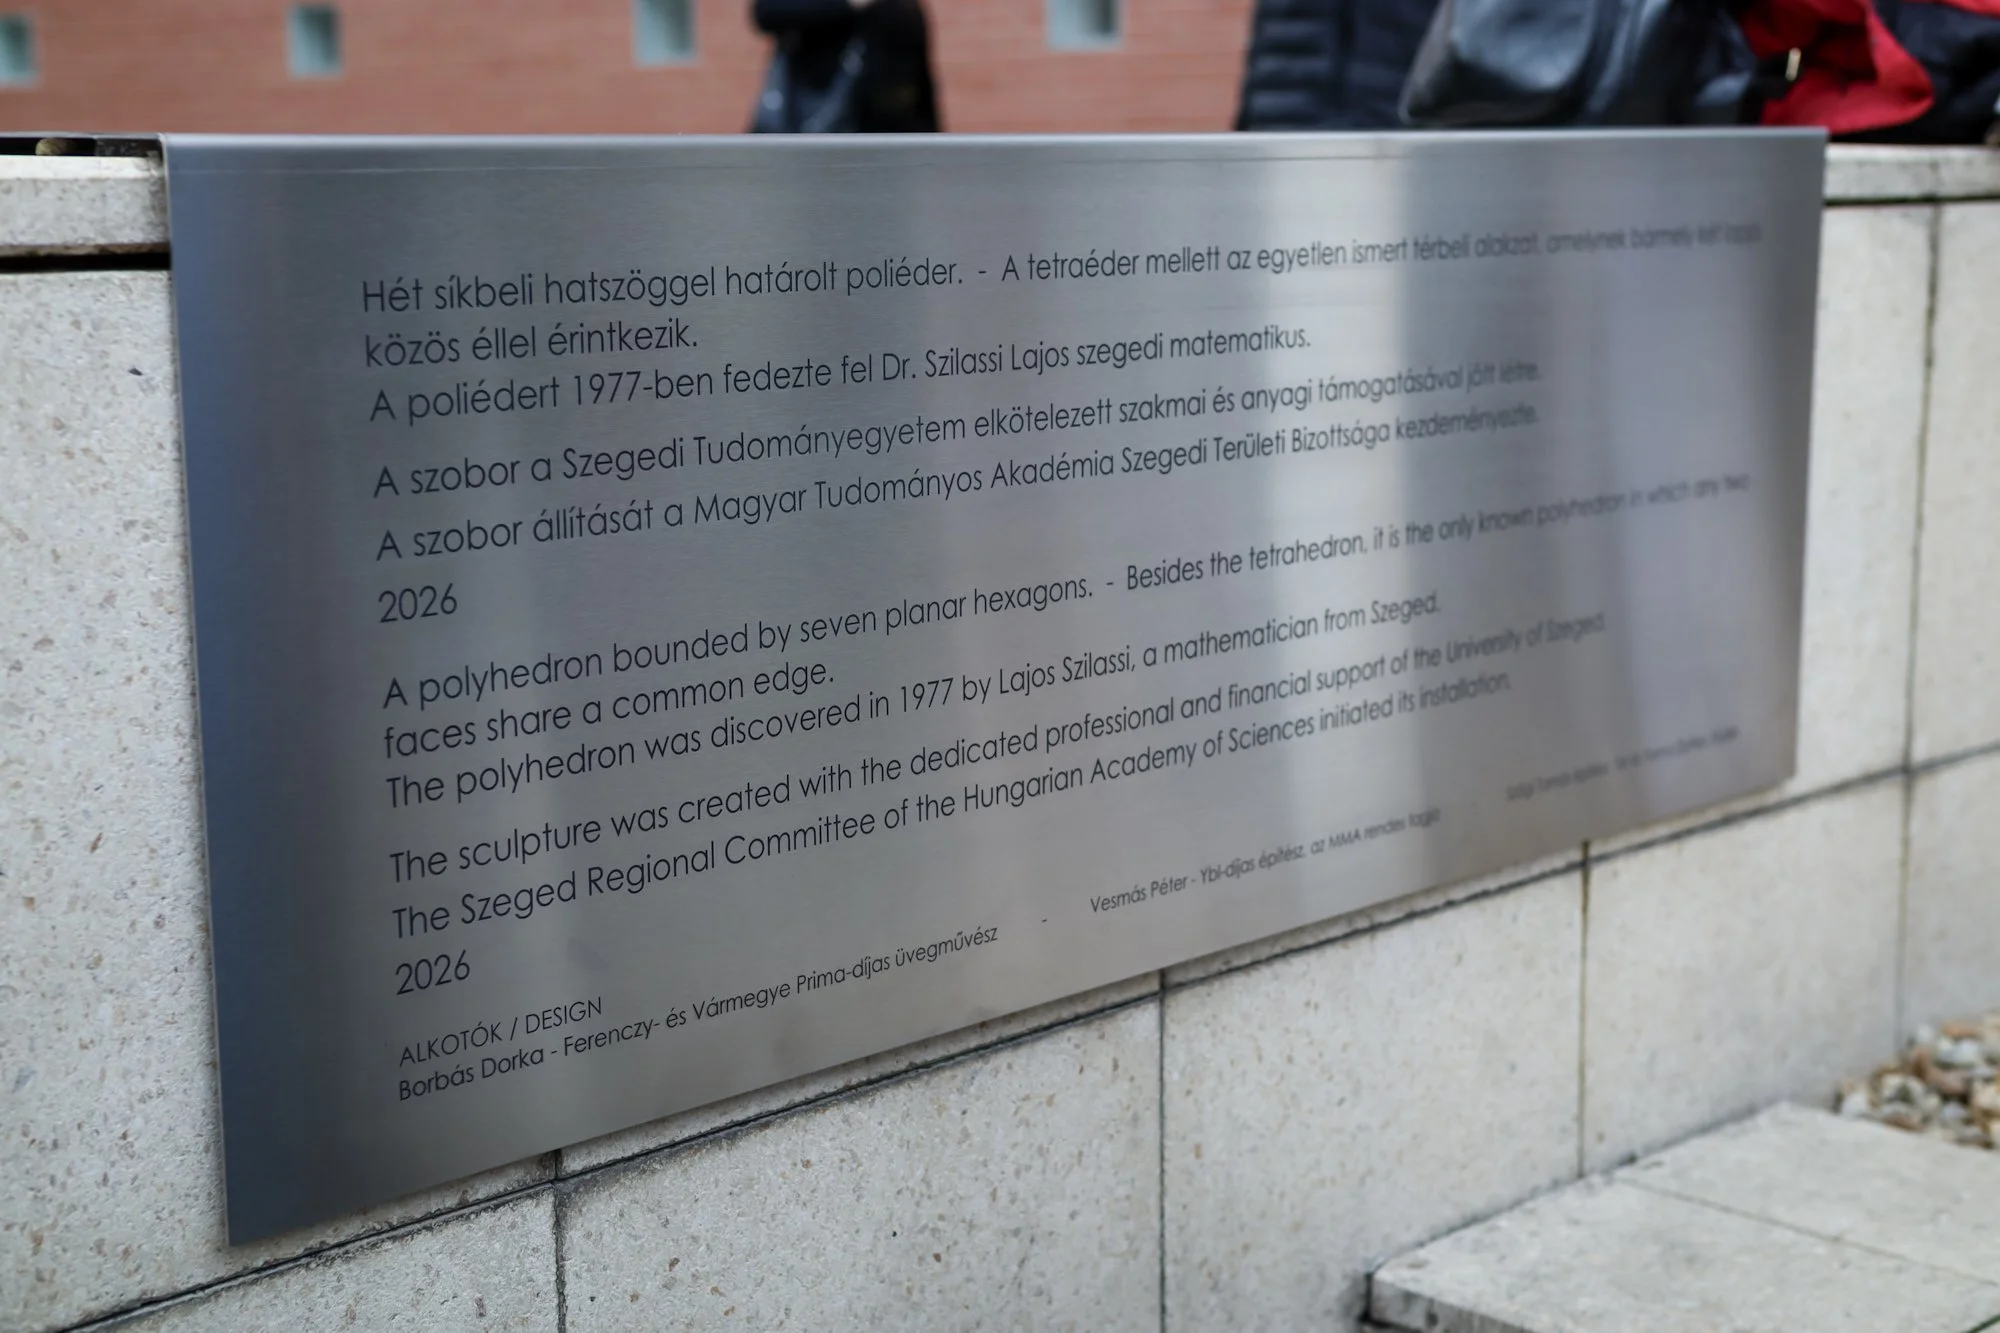 Hét síkbeli hatszöggel határolt poliéder. - A tetraéder mellett az egyetlen ismert térbeli alakzat, amelynek bármely két lapja
közös éllel érintkezik.
A poliédert 1977-ben fedezte fel Dr. Szilassi Lajos szegedi matematikus.
A szobor a Szegedi Tudományegyetem elkötelezett szakmai és anyagi támogatásával jött létre.
A szobor állítását a Magyar Tudományos Akadémia Szegedi Területi Bizottsága kezdeményezte.
2026
A polyhedron bounded by seven planar hexagons. - Besides the tetrahedron, it is the only known polyhedron in which any two
faces share a common edge.
The polyhedron was discovered in 1977 by Lajos Szilassi, a mathematician from Szeged.
The sculpture was created with the dedicated professional and financial support of the University of Szeged.
The Szeged Regional Committee of the Hungarian Academy of Sciences initiated its installation.
2026
ALKOTÓK / DESIGN
Borbás Dorka - Ferenczy- és Vármegye Prima-díjas üvegművész - Vesmás Péter - Ybl-díjas építész, az MMA rendes tagja -